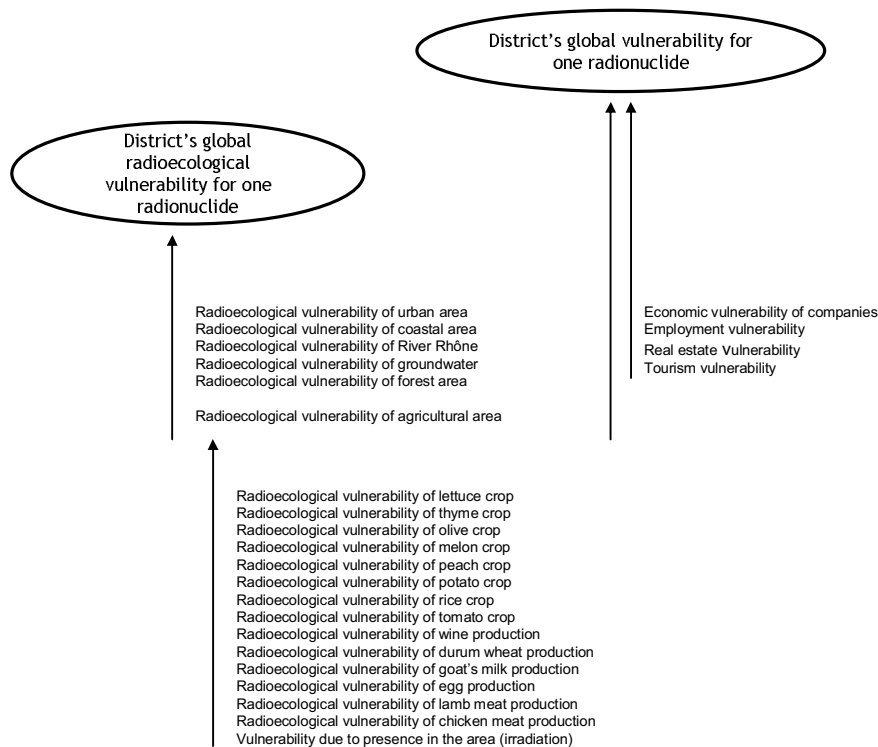 District's global vulnerability for
one radionuclide
District's global
radioecological
vulnerability for one
radionuclide
Radioecological vulnerability of urban area
Radioecological vulnerability of coastal area
Radioecological vulnerability of River Rhône
Radioecological vulnerability of groundwater
Radioecological vulnerability of forest area
Radioecological vulnerability of agricultural area
Economic vulnerability of companies
Employment vulnerability
Real estate vulnerability
Tourism vulnerability
Radioecological vulnerability of lettuce crop
Radioecological vulnerability of thyme crop
Radioecological vulnerability of olive crop
Radioecological vulnerability of melon crop
Radioecological vulnerability of peach crop
Radioecological vulnerability of potato crop
Radioecological vulnerability of rice crop
Radioecological vulnerability of tomato crop
Radioecological vulnerability of wine production
Radioecological vulnerability of durum wheat production
Radioecological vulnerability of goat's milk production
Radioecological vulnerability of egg production
Radioecological vulnerability of lamb meat production
Radioecological vulnerability of chicken meat production
Vulnerability due to presence in the area (irradiation)